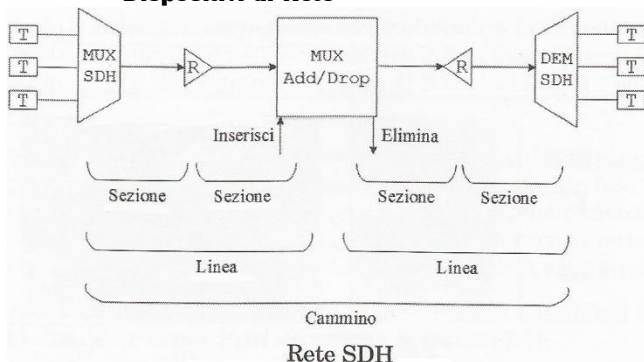 Dispositivi di Rete
T
T
T
MUX
SDH
R
MUX
Add/Drop
R
DEM
SDH
T
T
T
Inserisci
Elimina
Sezione
Sezione
Sezione
Sezione
Linea
Linea
Cammino
Rete SDH